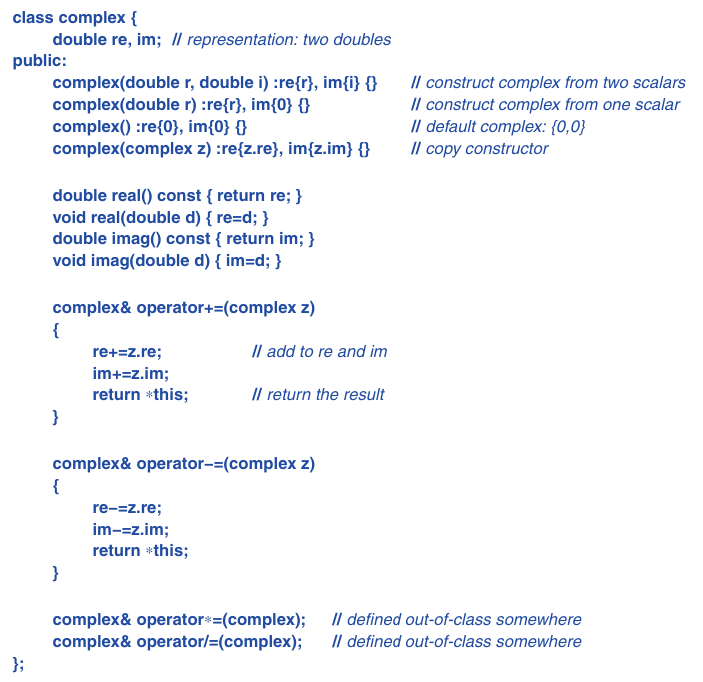 class complex {
double re, im; // representation: two doubles
public:
complex(double r, double i) :re{r}, im{i} {} // construct complex from two scalars
complex(double r) :re{r}, im{0} {} // construct complex from one scalar
complex() :re{0}, im{0} {} // default complex: {0,0}
complex(complex z) :re{z.re}, im{z.im} {} // copy constructor
double real() const { return re; }
void real(double d) { re=d; }
double imag() const { return im; }
void imag(double d) { im=d; }
complex& operator+=(complex z)
{
re+=z.re; // add to re and im
im+=z.im;
return ∗this; // return the result
}
complex& operator−=(complex z)
{
re−=z.re;
im−=z.im;
return ∗this;
}
complex& operator∗=(complex); // defined out-of-class somewhere
complex& operator/=(complex); // defined out-of-class somewhere
};